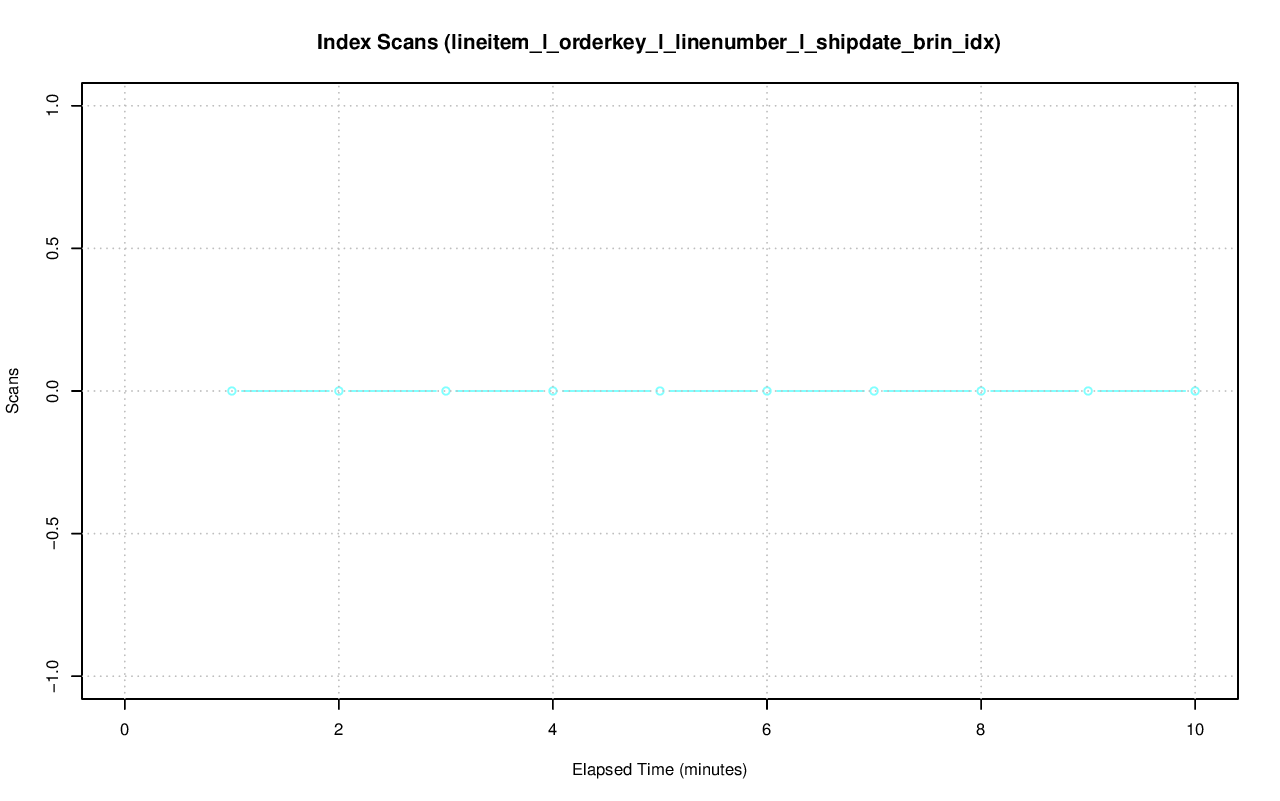 Index Scans (lineitem_l_orderkey_l_linenumber_l_shipdate_brin_idx)
1.0
0.5
0.0
−0.5
−1.0
Scans
0 2 4 6 8 10
Elapsed Time (minutes)